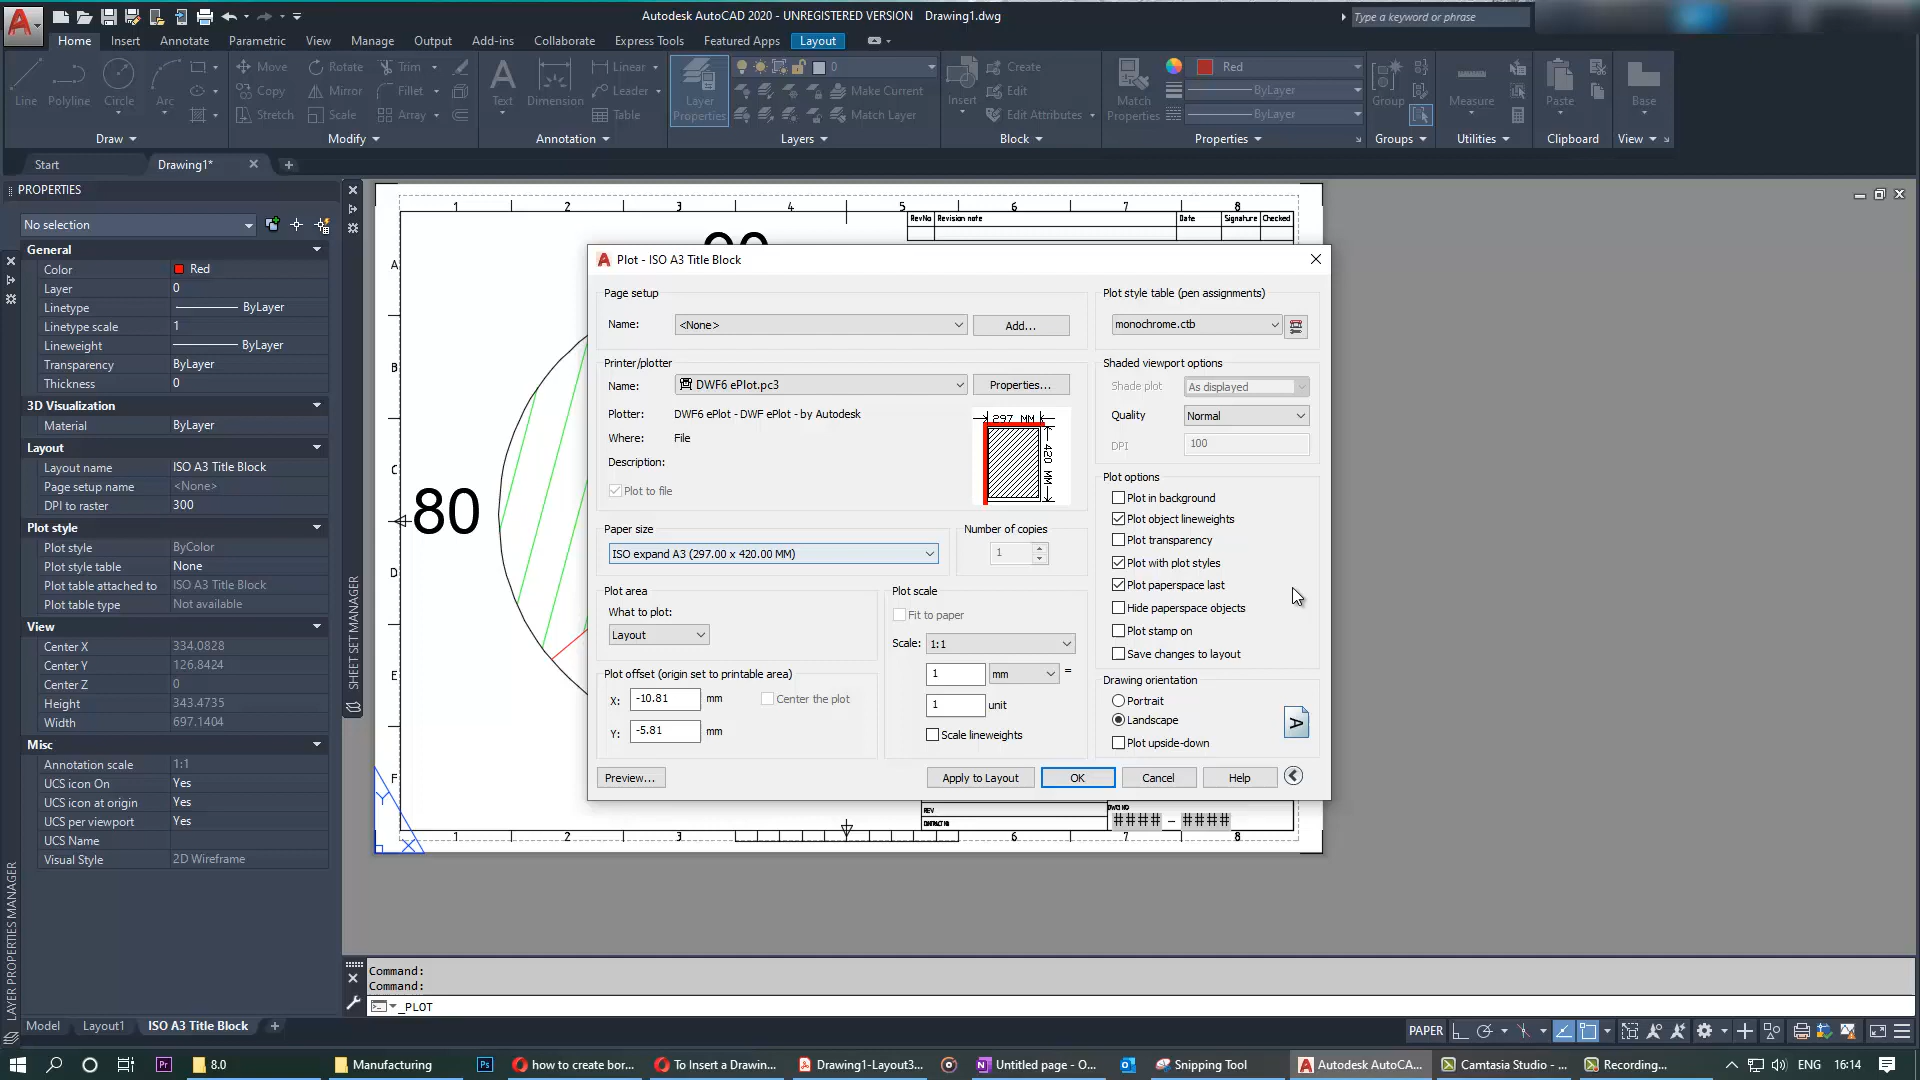 Autodesk AutoCAD 2020 - UNREGISTERED VERSION Drawing1.dwg
Type a keyword or phrase
Home Insert Annotate Parametric View Manage Output Add-ins Collaborate Express Tools Featured Apps Layout
Line Polyline Circle Arc
Move Rotate Trim
Copy Mirror Fillet
Stretch Scale Array
Text Dimension
Linear
Leader
Table
Layer Properties
0
Make Current
Match Layer
Insert
Create
Edit
Edit Attributes
Match Properties
Red
ByLayer
ByLayer
Group
Measure
Paste
Base
Draw Modify Annotation Layers Block Properties Groups Utilities Clipboard View
Start Drawing1*
PROPERTIES
No selection
General
Color Red
Layer 0
Linetype ByLayer
Linetype scale 1
Lineweight ByLayer
Transparency ByLayer
Thickness 0
3D Visualization
Material ByLayer
Layout
Layout name ISO A3 Title Block
Page setup name <None>
DPI to raster 300
Plot style
Plot style ByColor
Plot style table None
Plot table attached to ISO A3 Title Block
Plot table type Not available
View
Center X 334.0828
Center Y 126.8424
Center Z 0
Height 343.4735
Width 697.1404
Misc
Annotation scale 1:1
UCS icon On Yes
UCS icon at origin Yes
UCS per viewport Yes
UCS Name
Visual Style 2D Wireframe
LAYER PROPERTIES MANAGER
SHEET SET MANAGER
1 2 3 4 5 6 7 8
RevNo Revision note Date Signature Checked
A
B
C
D
E
F
80
Y
X
Plot - ISO A3 Title Block
Page setup
Name: <None> Add...
Printer/plotter
Name: DWF6 ePlot.pc3 Properties...
Plotter: DWF6 ePlot - DWF ePlot - by Autodesk
Where: File
Description:
Plot to file
297 MM
420 MM
Paper size
ISO expand A3 (297.00 x 420.00 MM)
Number of copies
1
Plot area
What to plot:
Layout
Plot offset (origin set to printable area)
X: -10.81 mm Center the plot
Y: -5.81 mm
Plot scale
Fit to paper
Scale: 1:1
1 mm =
1 unit
Scale lineweights
Plot style table (pen assignments)
monochrome.ctb
Shaded viewport options
Shade plot As displayed
Quality Normal
DPI 100
Plot options
Plot in background
Plot object lineweights
Plot transparency
Plot with plot styles
Plot paperspace last
Hide paperspace objects
Plot stamp on
Save changes to layout
Drawing orientation
Portrait
Landscape
Plot upside-down
A
Preview... Apply to Layout OK Cancel Help
REV
CONTRACT No
DWG NO
#### - ####
1 2 3 6 7 8
Command:
Command:
_PLOT
Model Layout1 ISO A3 Title Block
PAPER
Pr 8.0 Manufacturing Ps how to create bor... To Insert a Drawin... Drawing1-Layout3... Untitled page - O... Snipping Tool Autodesk AutoCA... Camtasia Studio - ... Recording... ENG 16:14